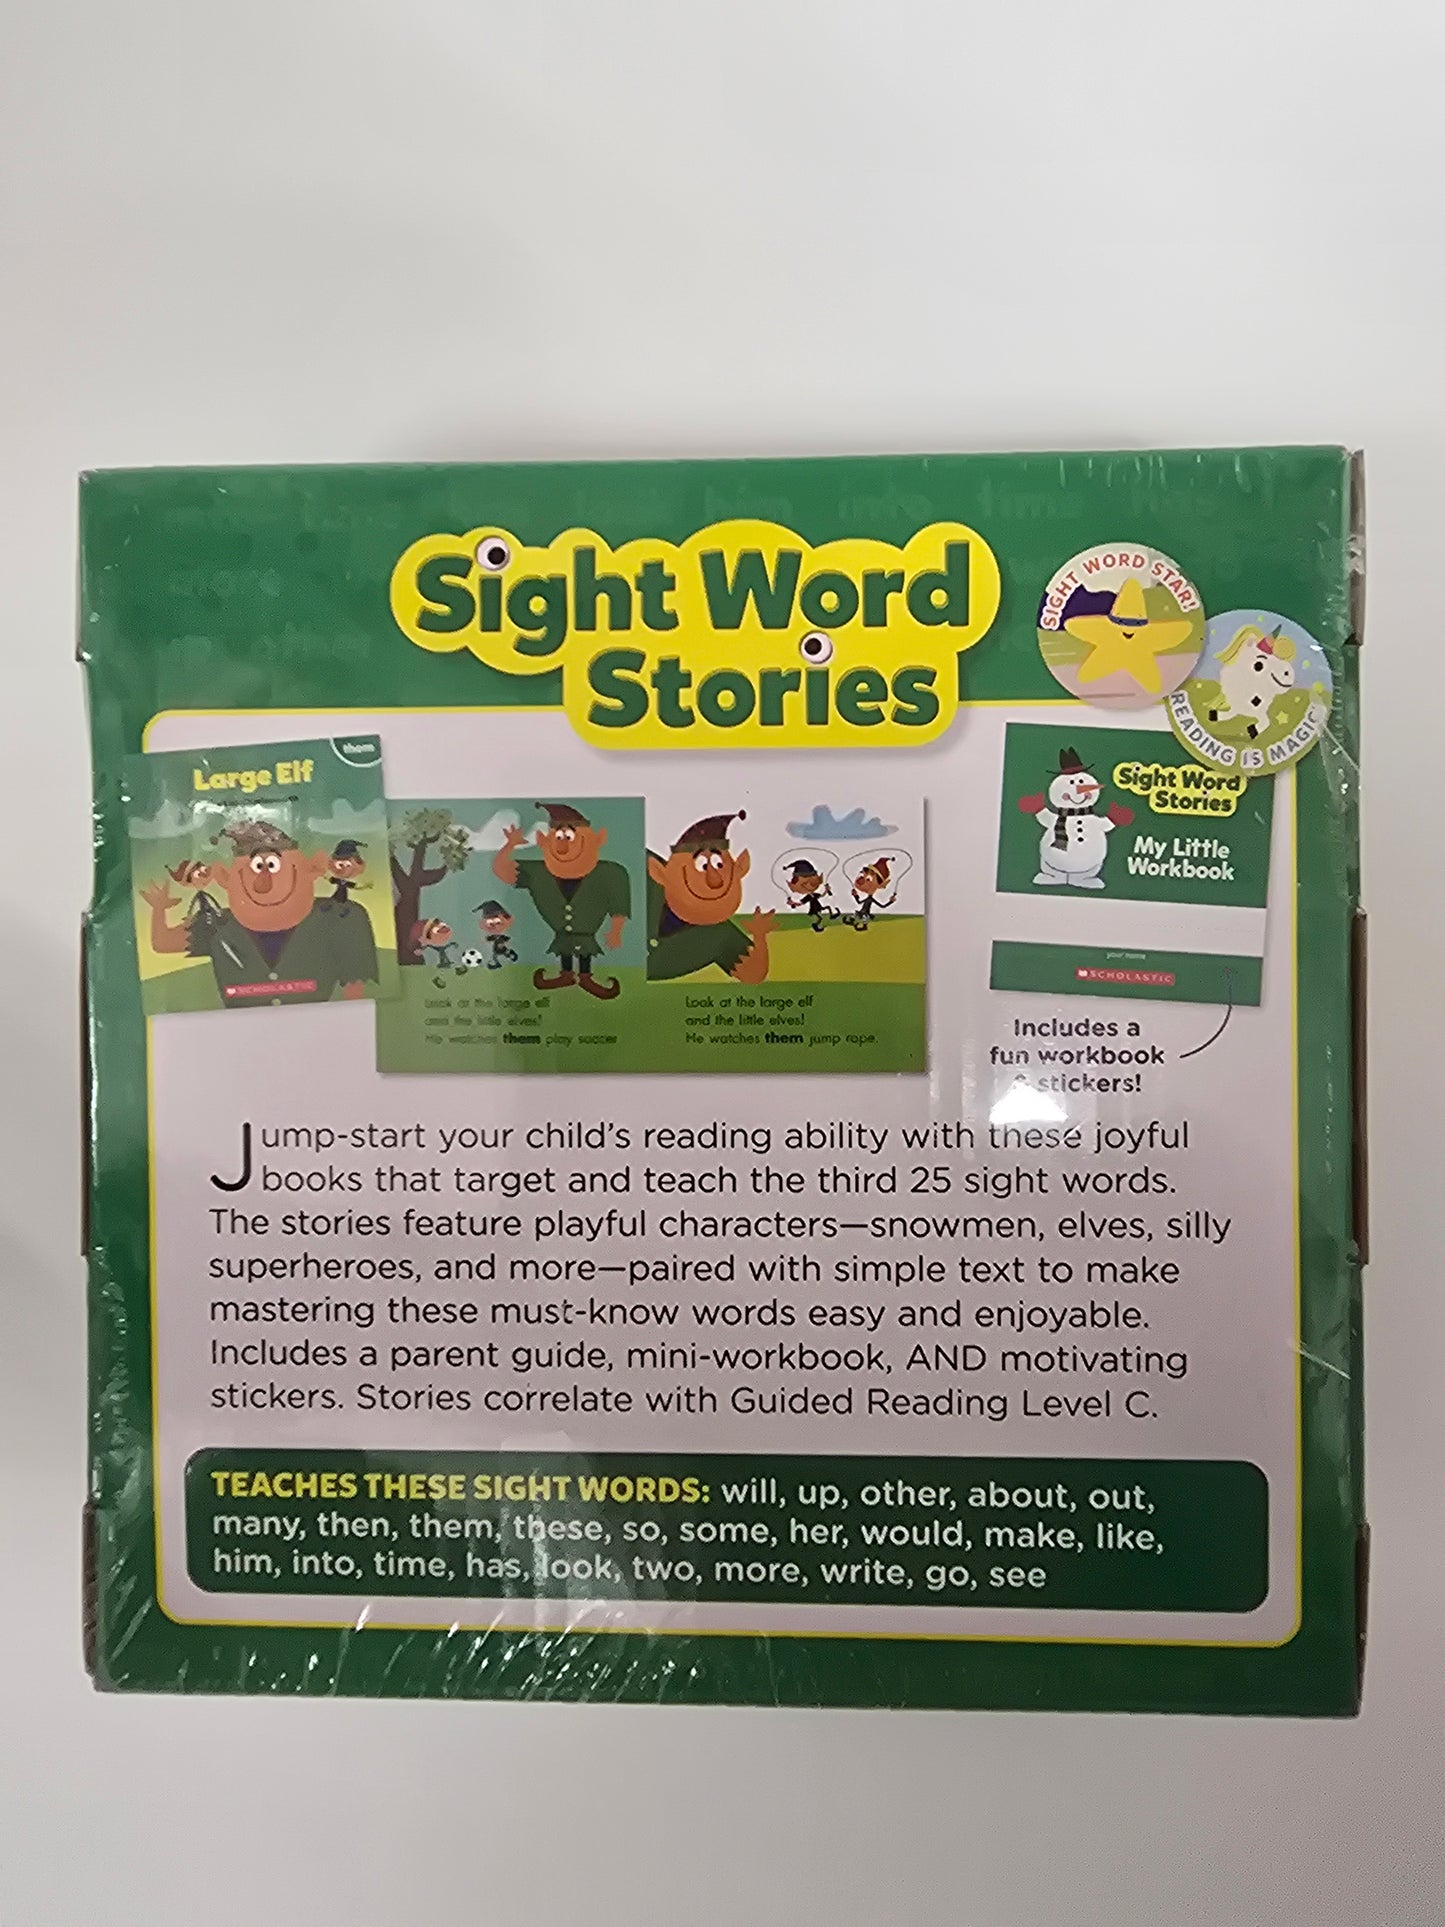 him into time has
Sight Word
Stories
SIGHT WORD STAR!
READING IS MAGIC!
them
Large Elf
SCHOLASTIC
Look at the large elf
and the little elves!
He watches them play soccer
Look at the large elf
and the little elves!
He watches them jump rope.
Sight Word
Stories
My Little
Workbook
your name
SCHOLASTIC
Includes a
fun workbook
& stickers!
Jump-start your child's reading ability with these joyful
books that target and teach the third 25 sight words.
The stories feature playful characters—snowmen, elves, silly
superheroes, and more—paired with simple text to make
mastering these must-know words easy and enjoyable.
Includes a parent guide, mini-workbook, AND motivating
stickers. Stories correlate with Guided Reading Level C.
TEACHES THESE SIGHT WORDS: will, up, other, about, out,
many, then, them, these, so, some, her, would, make, like,
him, into, time, has, look, two, more, write, go, see